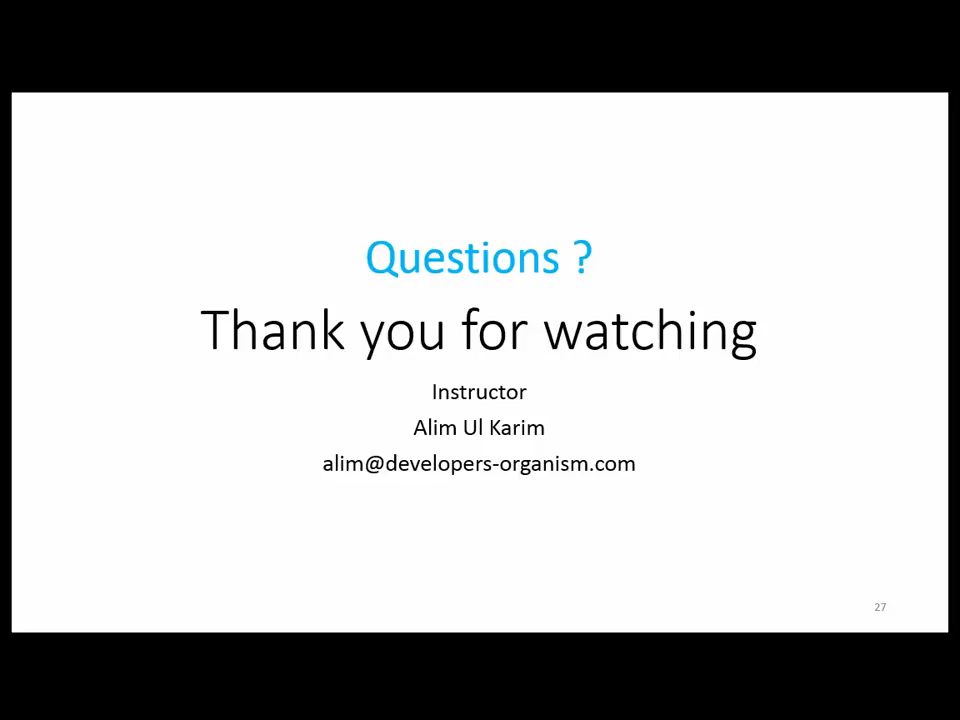 Questions ?
Thank you for watching
Instructor
Alim Ul Karim
alim@developers-organism.com
27